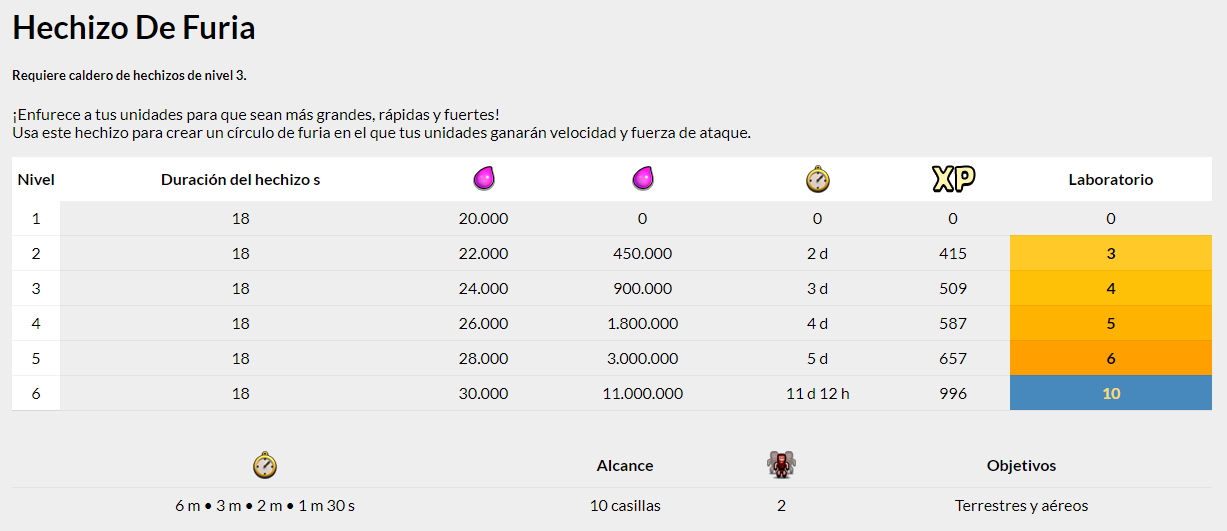 Hechizo De Furia
Requiere caldero de hechizos de nivel 3.
¡Enfurece a tus unidades para que sean más grandes, rápidas y fuertes!
Usa este hechizo para crear un círculo de furia en el que tus unidades ganarán velocidad y fuerza de ataque.
Nivel Duración del hechizo s XP Laboratorio
1 18 20.000 0 0 0 0
2 18 22.000 450.000 2 d 415 3
3 18 24.000 900.000 3 d 509 4
4 18 26.000 1.800.000 4 d 587 5
5 18 28.000 3.000.000 5 d 657 6
6 18 30.000 11.000.000 11 d 12 h 996 10
Alcance Objetivos
6 m • 3 m • 2 m • 1 m 30 s 10 casillas 2 Terrestres y aéreos